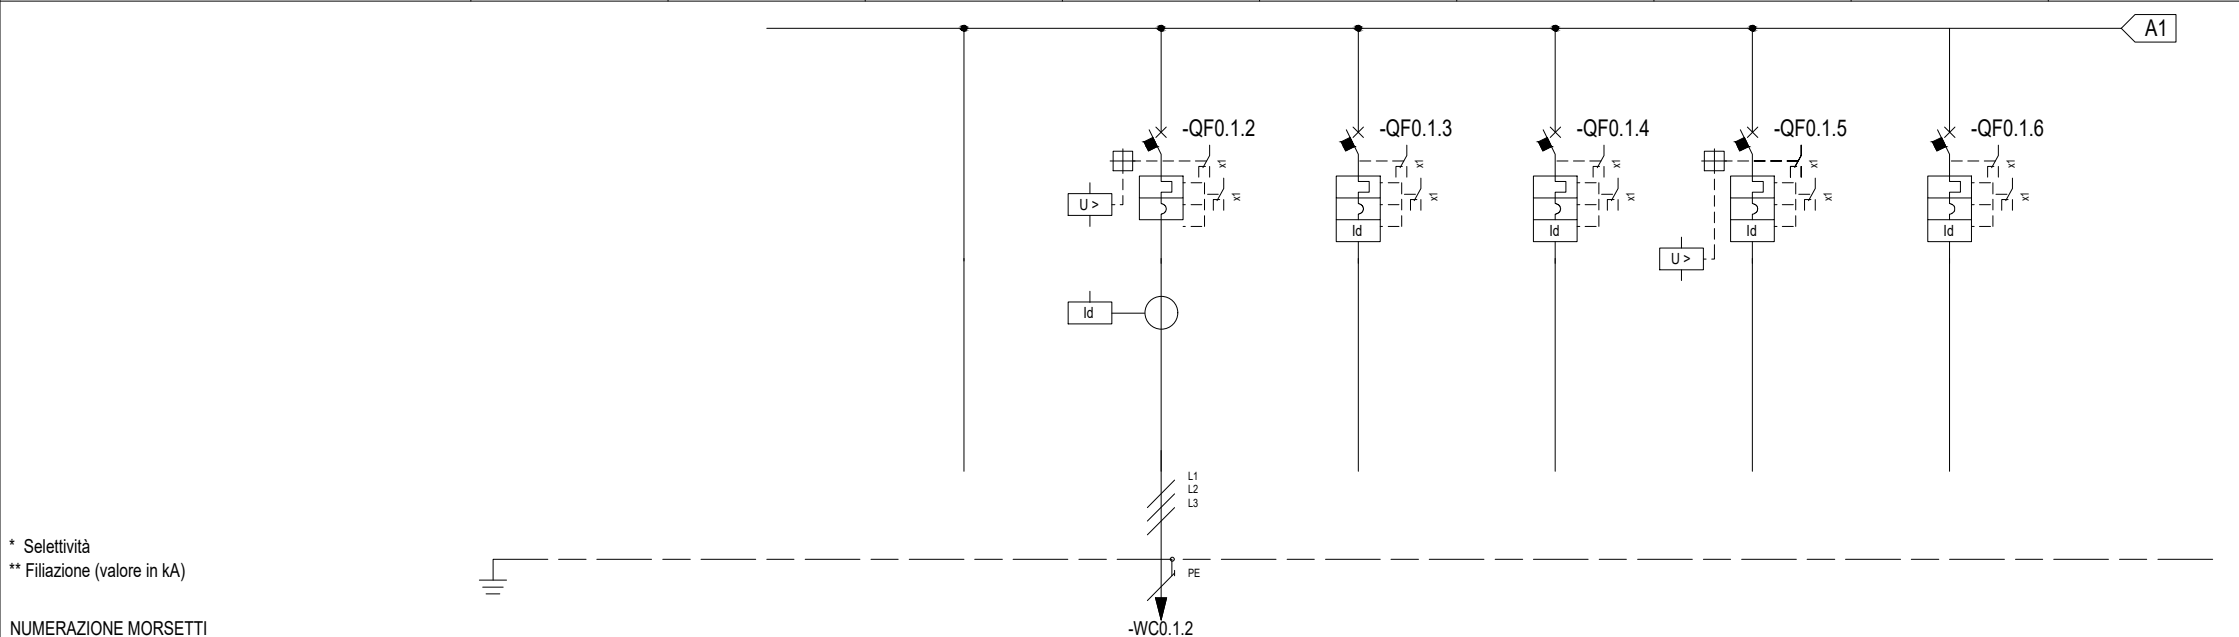 A1
-QF0.1.2
-QF0.1.3
-QF0.1.4
-QF0.1.5
-QF0.1.6
x1
x1
x1
x1
x1
x1
x1
x1
x1
x1
U >
Id
Id
Id
Id
U >
Id
L1
L2
L3
* Selettività
** Filiazione (valore in kA)
PE
NUMERAZIONE MORSETTI
-WC0.1.2